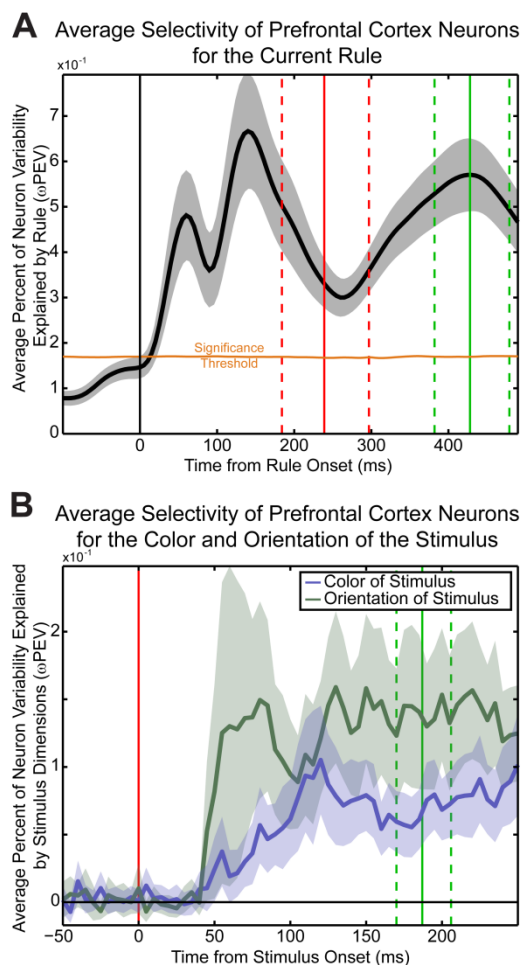 A
Average Selectivity of Prefrontal Cortex Neurons
for the Current Rule
x10⁻¹
Average Percent of Neuron Variability
Explained by Rule (ωPEV)
7
6
5
4
3
2
1
Significance
Threshold
0 100 200 300 400
Time from Rule Onset (ms)
B
Average Selectivity of Prefrontal Cortex Neurons
for the Color and Orientation of the Stimulus
x10⁻¹
Average Percent of Neuron Variability Explained
by Stimulus Dimensions (ωPEV)
Color of Stimulus
Orientation of Stimulus
2
1
0
−50 0 50 100 150 200
Time from Stimulus Onset (ms)